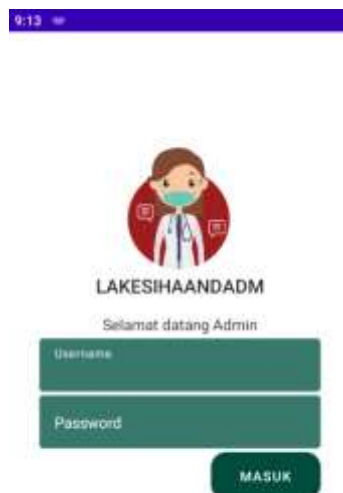 9:13
LAKESIHAANDADM
Selamat datang Admin
Username
Password
MASUK